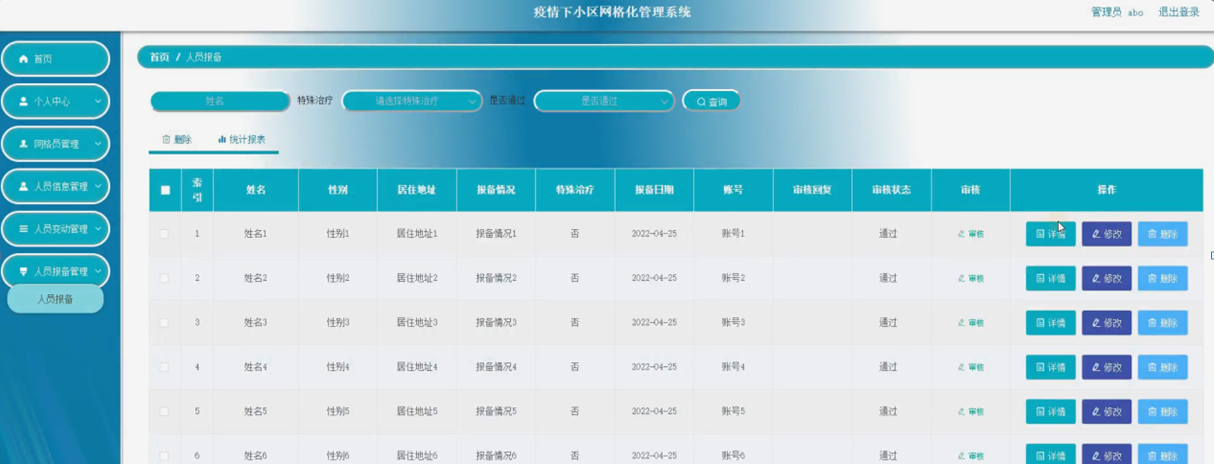 疫情下小区网格化管理系统
管理员 abo 退出登录
首页
个人中心
网格员管理
人员信息管理
人员变动管理
人员报备管理
人员报备
首页 / 人员报备
姓名 特殊治疗 请选择特殊治疗 是否通过 是否通过 查询
删除 统计报表
索引 姓名 性别 居住地址 报备情况 特殊治疗 报备日期 账号 审核回复 审核状态 审核 操作
1 姓名1 性别1 居住地址1 报备情况1 否 2022-04-25 账号1 通过 审核 详情 修改 删除
2 姓名2 性别2 居住地址2 报备情况2 否 2022-04-25 账号2 通过 审核 详情 修改 删除
3 姓名3 性别3 居住地址3 报备情况3 否 2022-04-25 账号3 通过 审核 详情 修改 删除
4 姓名4 性别4 居住地址4 报备情况4 否 2022-04-25 账号4 通过 审核 详情 修改 删除
5 姓名5 性别5 居住地址5 报备情况5 否 2022-04-25 账号5 通过 审核 详情 修改 删除
6 姓名6 性别6 居住地址6 报备情况6 否 2022-04-25 账号6 通过 审核 详情 修改 删除